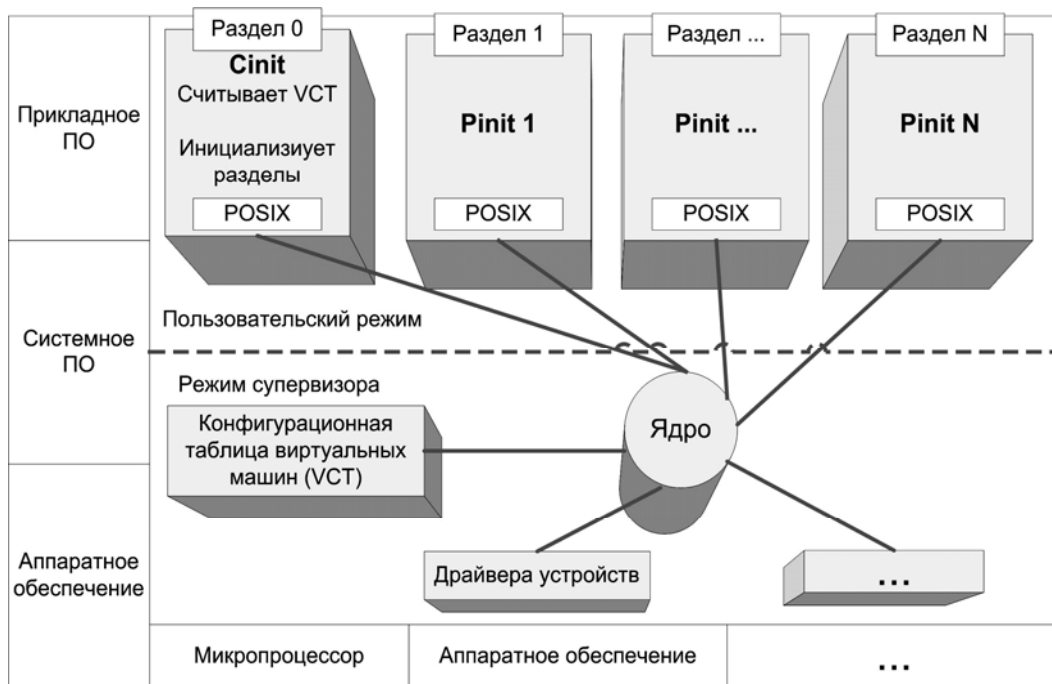 Раздел 0
Раздел 1
Раздел ...
Раздел N
Прикладное
ПО
Cinit
Считывает VCT
Инициализиует
разделы
POSIX
Pinit 1
POSIX
Pinit ...
POSIX
Pinit N
POSIX
Системное
ПО
Пользовательский режим
Режим супервизора
Конфигурационная
таблица виртуальных
машин (VCT)
Ядро
Аппаратное
обеспечение
Драйвера устройств
...
Микропроцессор
Аппаратное обеспечение
...